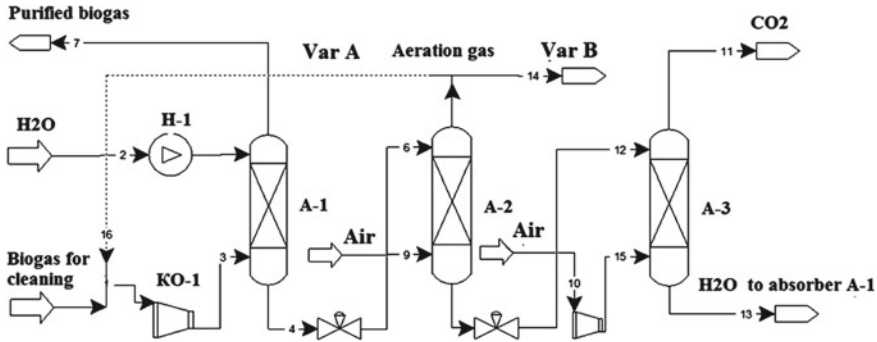 Purified biogas
7
Var A
Aeration gas
Var B
14
CO2
11
H2O
2
H-1
A-1
6
A-2
12
A-3
16
Biogas for
cleaning
KO-1
3
Air
9
Air
10
15
4
H2O to absorber A-1
13